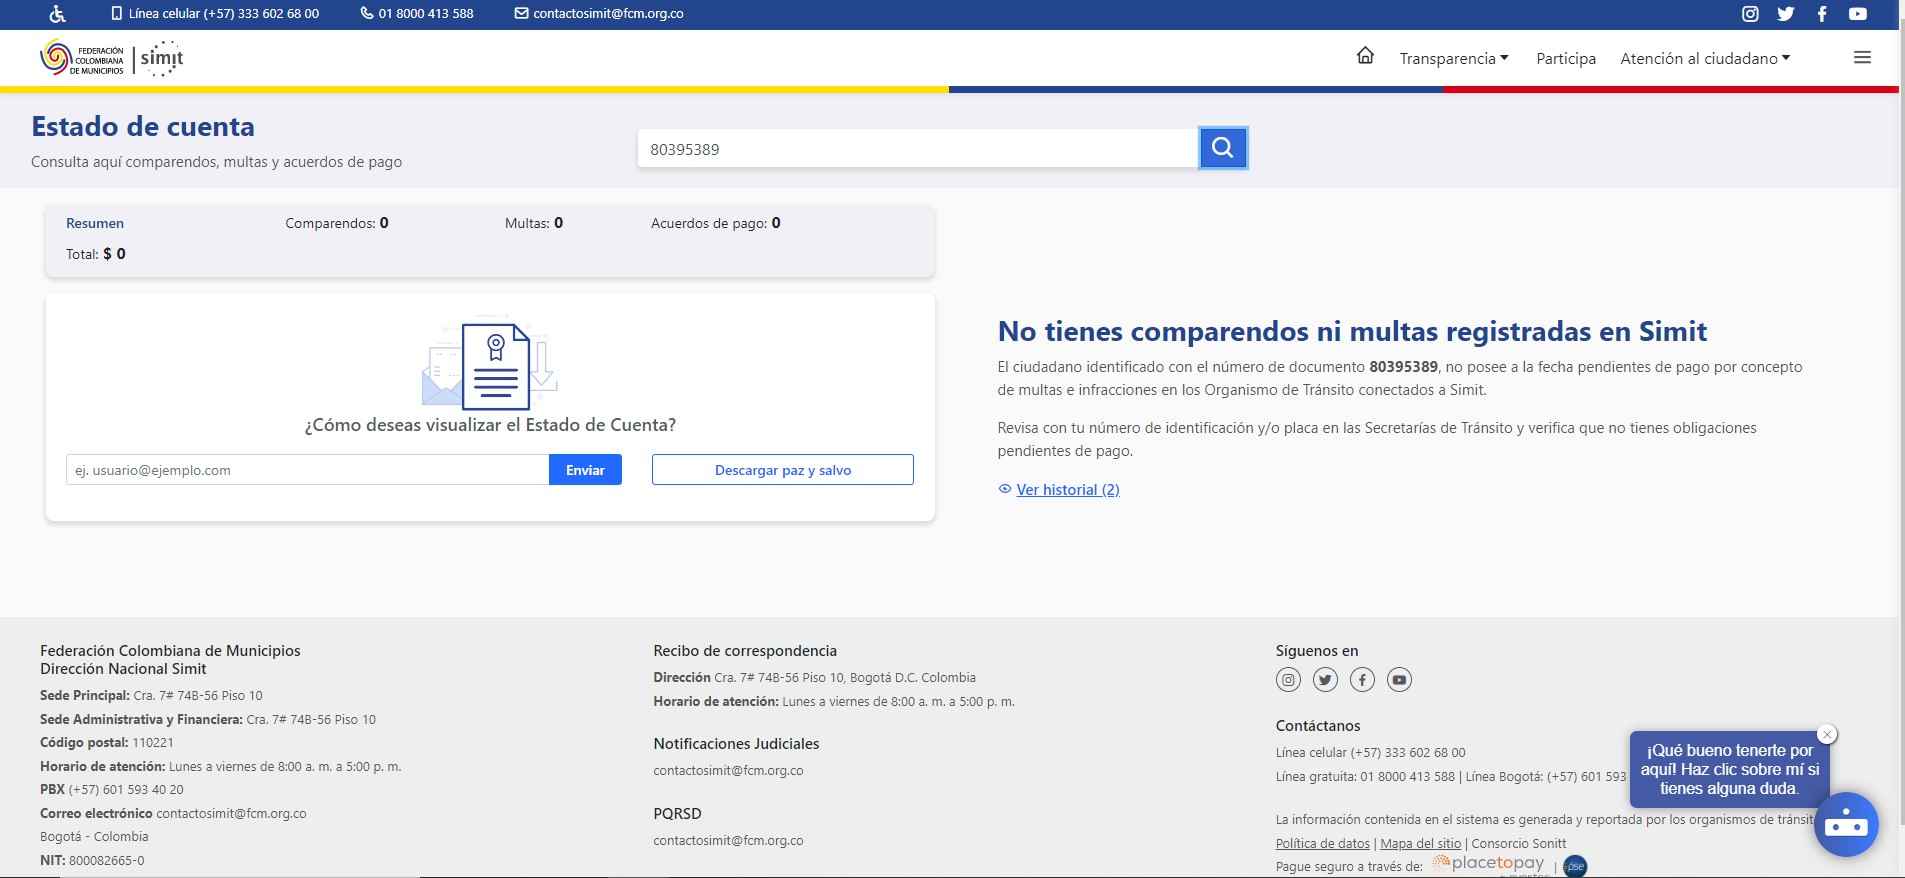 Línea celular (+57) 333 602 68 00 01 8000 413 588 contactosimit@fcm.org.co
FEDERACIÓN
COLOMBIANA
DE MUNICIPIOS
simit
Transparencia Participa Atención al ciudadano
Estado de cuenta
Consulta aquí comparendos, multas y acuerdos de pago
80395389
Resumen Comparendos: 0 Multas: 0 Acuerdos de pago: 0
Total: $ 0
¿Cómo deseas visualizar el Estado de Cuenta?
ej. usuario@ejemplo.com Enviar Descargar paz y salvo
No tienes comparendos ni multas registradas en Simit
El ciudadano identificado con el número de documento 80395389, no posee a la fecha pendientes de pago por concepto
de multas e infracciones en los Organismo de Tránsito conectados a Simit.
Revisa con tu número de identificación y/o placa en las Secretarías de Tránsito y verifica que no tienes obligaciones
pendientes de pago.
Ver historial (2)
Federación Colombiana de Municipios
Dirección Nacional Simit
Sede Principal: Cra. 7# 74B-56 Piso 10
Sede Administrativa y Financiera: Cra. 7# 74B-56 Piso 10
Código postal: 110221
Horario de atención: Lunes a viernes de 8:00 a. m. a 5:00 p. m.
PBX (+57) 601 593 40 20
Correo electrónico contactosimit@fcm.org.co
Bogotá - Colombia
NIT: 800082665-0
Recibo de correspondencia
Dirección Cra. 7# 74B-56 Piso 10, Bogotá D.C. Colombia
Horario de atención: Lunes a viernes de 8:00 a. m. a 5:00 p. m.
Notificaciones Judiciales
contactosimit@fcm.org.co
PQRSD
contactosimit@fcm.org.co
Síguenos en
Contáctanos
Línea celular (+57) 333 602 68 00
Línea gratuita: 01 8000 413 588 | Línea Bogotá: (+57) 601 593
La información contenida en el sistema es generada y reportada por los organismos de tránsit
Política de datos | Mapa del sitio | Consorcio Sonitt
Pague seguro a través de: placetopay | pse
¡Qué bueno tenerte por
aquí! Haz clic sobre mí si
tienes alguna duda.